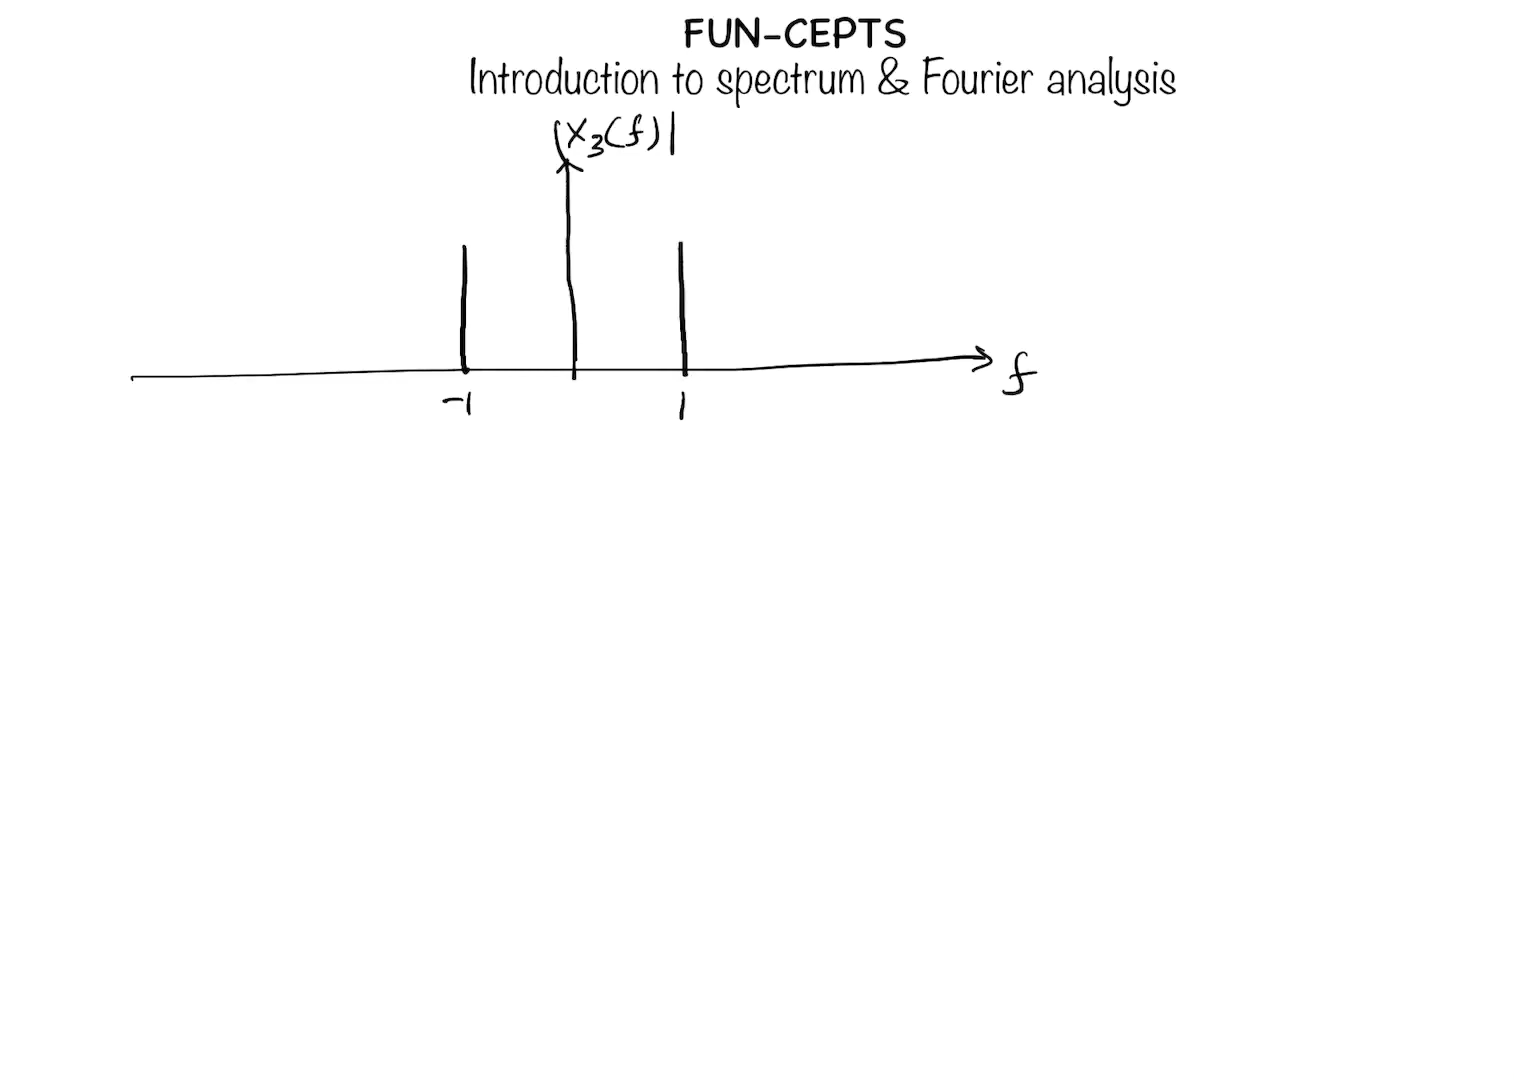 FUN-CEPTS
Introduction to spectrum & Fourier analysis
|X₃(f)|
f
-1
1